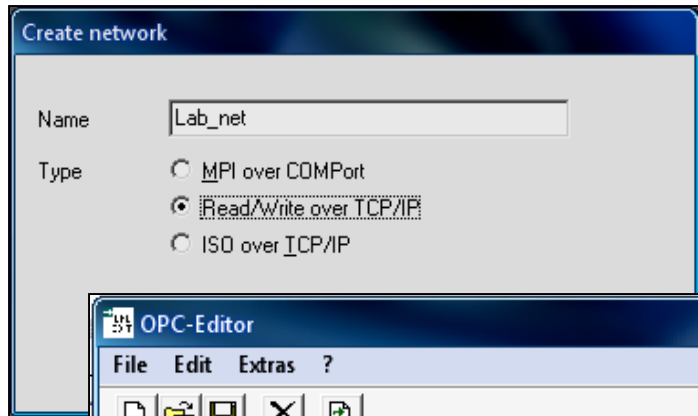 Create network
Name Lab_net
Type MPI over COMPort
Read/Write over TCP/IP
ISO over TCP/IP
OPC-Editor
File Edit Extras ?